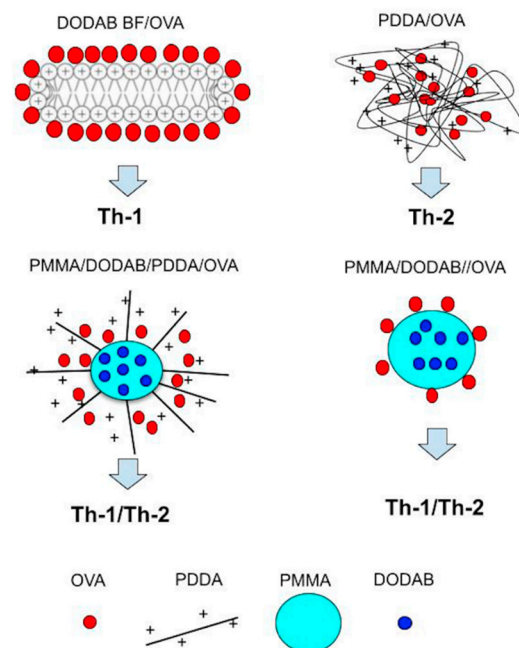 DODAB BF/OVA
PDDA/OVA
Th-1
Th-2
PMMA/DODAB/PDDA/OVA
PMMA/DODAB//OVA
Th-1/Th-2
Th-1/Th-2
OVA
PDDA
PMMA
DODAB